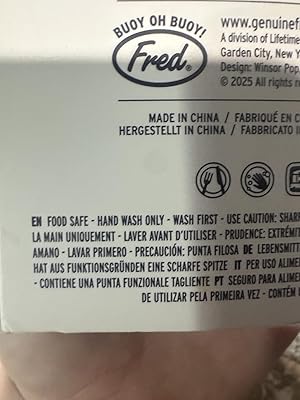 BUOY OH BUOY!
Fred®
www.genuinef
A division of Lifetime
Garden City, New Y
Design: Winsor Pop
© 2025 All rights re
MADE IN CHINA / FABRIQUÉ EN C
HERGESTELLT IN CHINA / FABBRICATO I
EN FOOD SAFE - HAND WASH ONLY - WASH FIRST - USE CAUTION: SHAR
LA MAIN UNIQUEMENT - LAVER AVANT D'UTILISER - PRUDENCE: EXTRÉMIT
AMANO - LAVAR PRIMERO - PRECAUCIÓN: PUNTA FILOSA DE LEBENSMITTE
HAT AUS FUNKTIONSGRÜNDEN EINE SCHARFE SPITZE IT PER USO ALIME
- CONTIENE UNA PUNTA FUNZIONALE TAGLIENTE PT SEGURO PARA ALIME
DE UTILIZAR PELA PRIMEIRA VEZ - CONTÉM